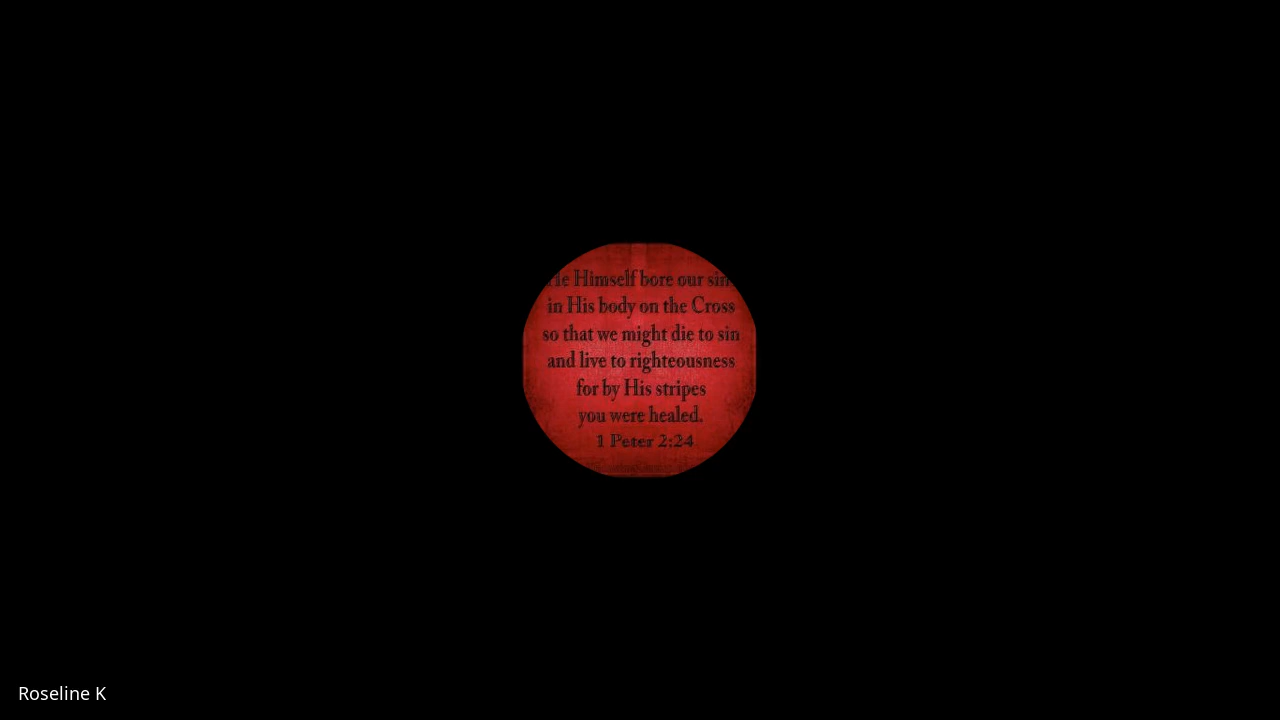 He Himself bore our sin
in His body on the Cross
so that we might die to sin
and live to righteousness
for by His stripes
you were healed.
1 Peter 2:24
Roseline K